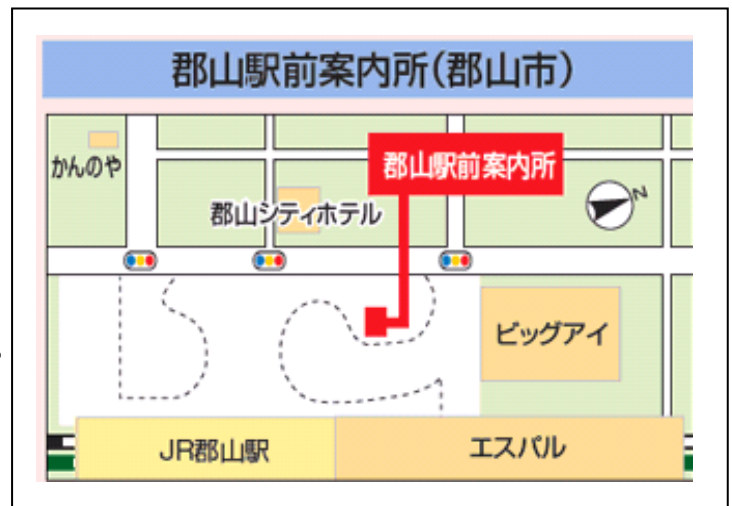 郡山駅前案内所(郡山市)
かんのや
郡山駅前案内所
N
郡山シティホテル
ビッグアイ
JR郡山駅
エスパル